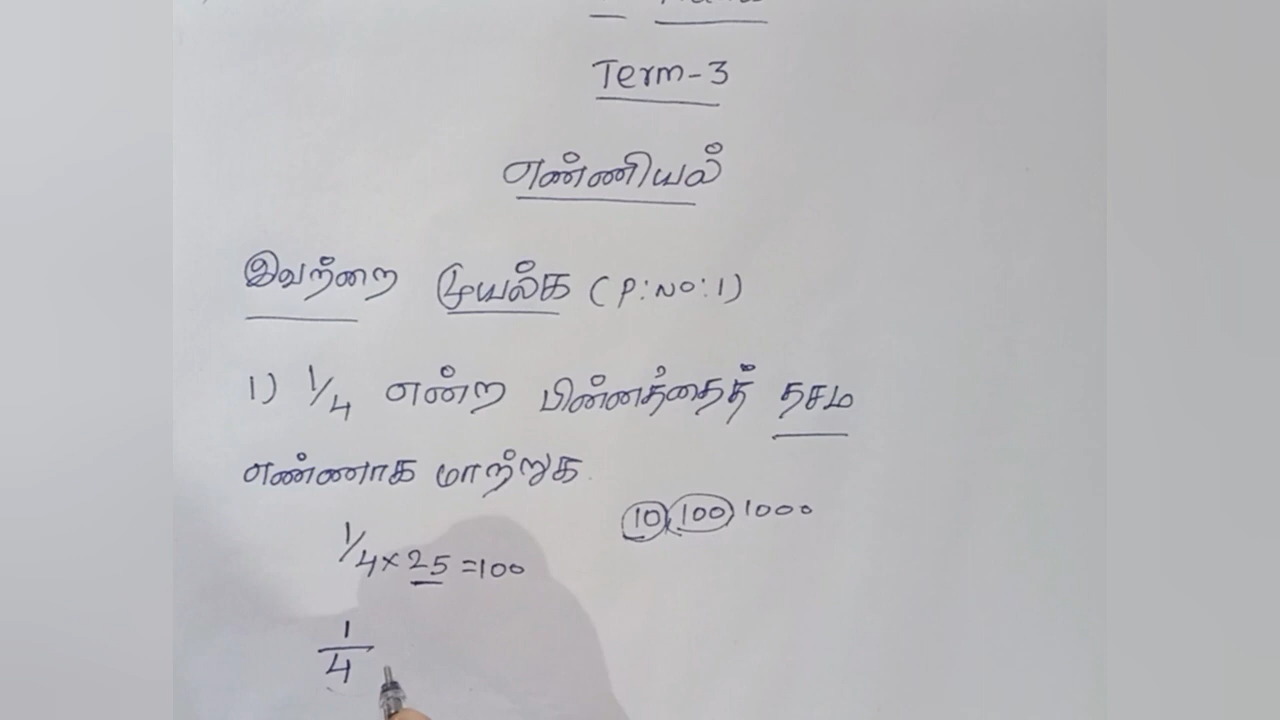 Term-3
எண்ணியல்
இவற்றை முயல்க (P:No:1)
1) 1/4 என்ற பின்னத்தைத் தசம
எண்ணாக மாற்றுக.
10, 100, 1000
1/4 × 25 = 100
1
4